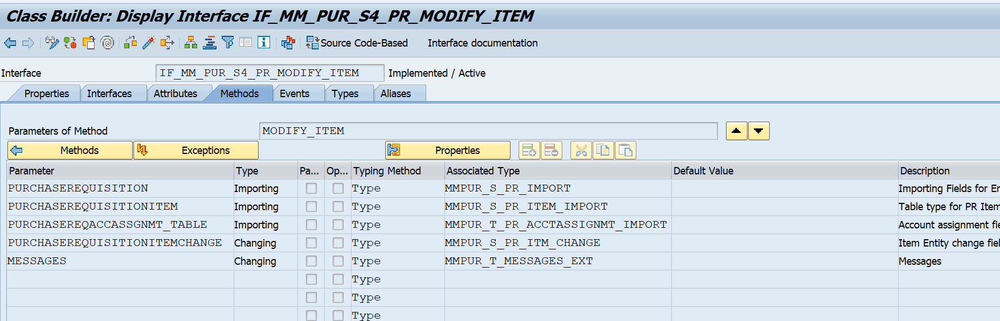 Class Builder: Display Interface IF_MM_PUR_S4_PR_MODIFY_ITEM
Source Code-Based Interface documentation
Interface IF_MM_PUR_S4_PR_MODIFY_ITEM Implemented / Active
Properties Interfaces Attributes Methods Events Types Aliases
Parameters of Method MODIFY_ITEM
Methods Exceptions Properties
Parameter Type Pa... Op... Typing Method Associated Type Default Value Description
PURCHASEREQUISITION Importing Type MMPUR_S_PR_IMPORT Importing Fields for En
PURCHASEREQUISITIONITEM Importing Type MMPUR_S_PR_ITEM_IMPORT Table type for PR Item
PURCHASEREQACCASSGNMT_TABLE Importing Type MMPUR_T_PR_ACCTASSIGNMT_IMPORT Account assignment fie
PURCHASEREQUISITIONITEMCHANGE Changing Type MMPUR_S_PR_ITM_CHANGE Item Entity change fiel
MESSAGES Changing Type MMPUR_T_MESSAGES_EXT Messages
Type
Type
Type